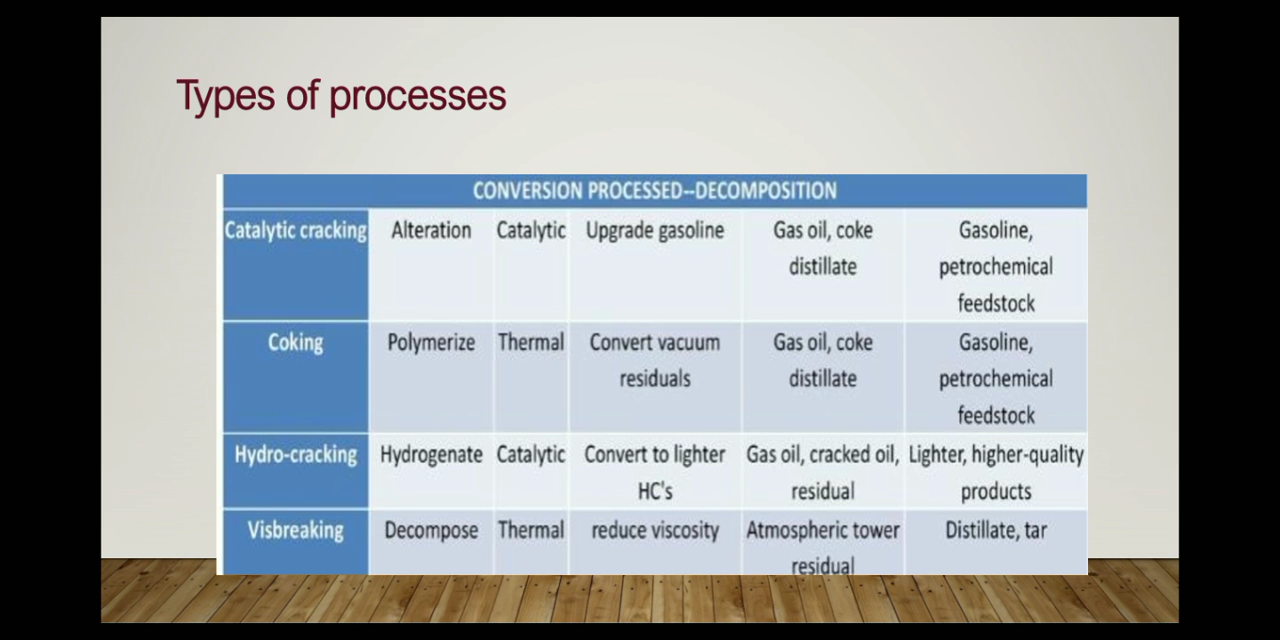 Types of processes
CONVERSION PROCESSED--DECOMPOSITION
Catalytic cracking Alteration Catalytic Upgrade gasoline Gas oil, coke Gasoline,
distillate petrochemical
feedstock
Coking Polymerize Thermal Convert vacuum Gas oil, coke Gasoline,
residuals distillate petrochemical
feedstock
Hydro-cracking Hydrogenate Catalytic Convert to lighter Gas oil, cracked oil, Lighter, higher-quality
HC's residual products
Visbreaking Decompose Thermal reduce viscosity Atmospheric tower Distillate, tar
residual